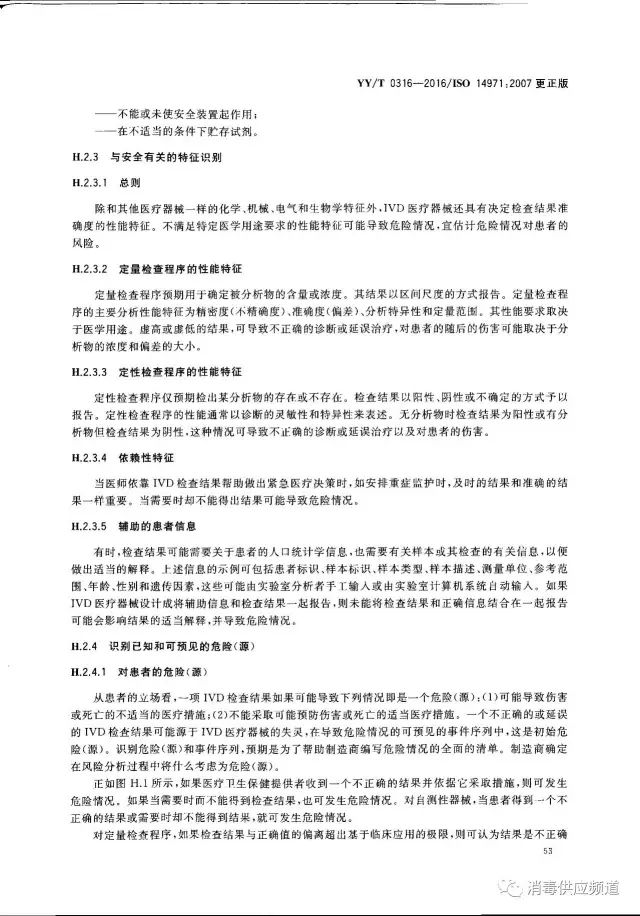 YY/T 0316—2016/ISO 14971:2007 更正版
——不能或未使安全装置起作用;
——在不适当的条件下贮存试剂。
H.2.3 与安全有关的特征识别
H.2.3.1 总则
除和其他医疗器械一样的化学、机械、电气和生物学特征外,IVD医疗器械还具有决定检查结果准
确度的性能特征。不满足特定医学用途要求的性能特征可能导致危险情况,宜估计危险情况对患者的
风险。
H.2.3.2 定量检查程序的性能特征
定量检查程序预期用于确定被分析物的含量或浓度。其结果以区间尺度的方式报告。定量检查程
序的主要分析性能特征为精密度(不精确度)、准确度(偏差)、分析特异性和定量范围。其性能要求取决
于医学用途。虚高或虚低的结果,可导致不正确的诊断或延误治疗,对患者的随后的伤害可能取决于分
析物的浓度和偏差的大小。
H.2.3.3 定性检查程序的性能特征
定性检查程序仅预期检出某分析物的存在或不存在。检查结果以阳性、阴性或不确定的方式予以
报告。定性检查程序的性能通常以诊断的灵敏性和特异性来表述。无分析物时检查结果为阳性或有分
析物但检查结果为阴性,这种情况可导致不正确的诊断或延误治疗以及对患者的伤害。
H.2.3.4 依赖性特征
当医师依靠 IVD 检查结果帮助做出紧急医疗决策时,如安排重症监护时,及时的结果和准确的结
果一样重要。当需要时却不能得出结果可能导致危险情况。
H.2.3.5 辅助的患者信息
有时,检查结果可能需要关于患者的人口统计学信息,也需要有关样本或其检查的有关信息,以便
做出适当的解释。上述信息的示例可包括患者标识、样本标识、样本类型、样本描述、测量单位、参考范
围、年龄、性别和遗传因素,这些可能由实验室分析者手工输入或由实验室计算机系统自动输入。如果
IVD医疗器械设计成将辅助信息和检查结果一起报告,则未能将检查结果和正确信息结合在一起报告
可能会影响结果的适当解释,并导致危险情况。
H.2.4 识别已知和可预见的危险(源)
H.2.4.1 对患者的危险(源)
从患者的立场看,一项IVD检查结果如果可能导致下列情况即是一个危险(源):(1)可能导致伤害
或死亡的不适当的医疗措施;(2)不能采取可能预防伤害或死亡的适当医疗措施。一个不正确的或延误
的 IVD 检查结果可能源于 IVD 医疗器械的失灵,在导致危险情况的可预见的事件序列中,这是初始危
险(源)。识别危险(源)和事件序列,预期是为了帮助制造商编写危险情况的全面的清单。制造商确定
在风险分析过程中将什么考虑为危险(源)。
正如图 H.1 所示,如果医疗卫生保健提供者收到一个不正确的结果并依据它采取措施,则可发生
危险情况。如果当需要时而不能得到检查结果,也可发生危险情况。对自测性器械,当患者得到一个不
正确的结果或需要时却不能得到结果,就可发生危险情况。
对定量检查程序,如果检查结果与正确值的偏离超出基于临床应用的极限,则可认为结果是不正确
53
消毒供应频道